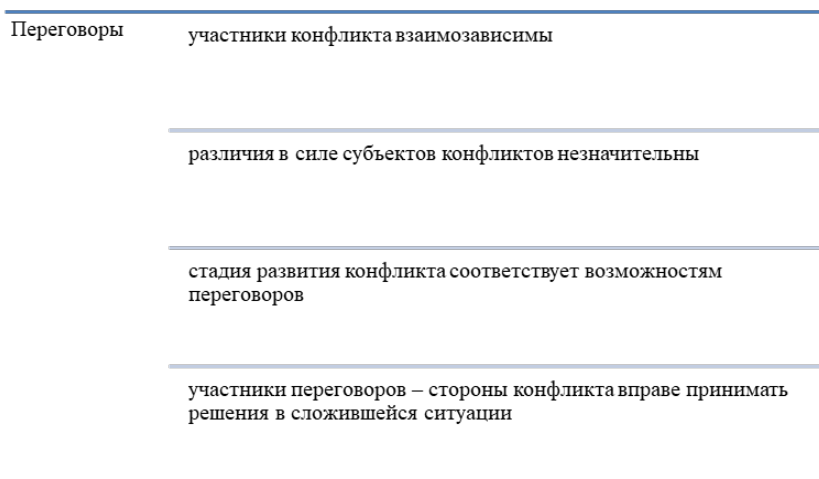 Переговоры
участники конфликта взаимозависимы
различия в силе субъектов конфликтов незначительны
стадия развития конфликта соответствует возможностям
переговоров
участники переговоров – стороны конфликта вправе принимать
решения в сложившейся ситуации